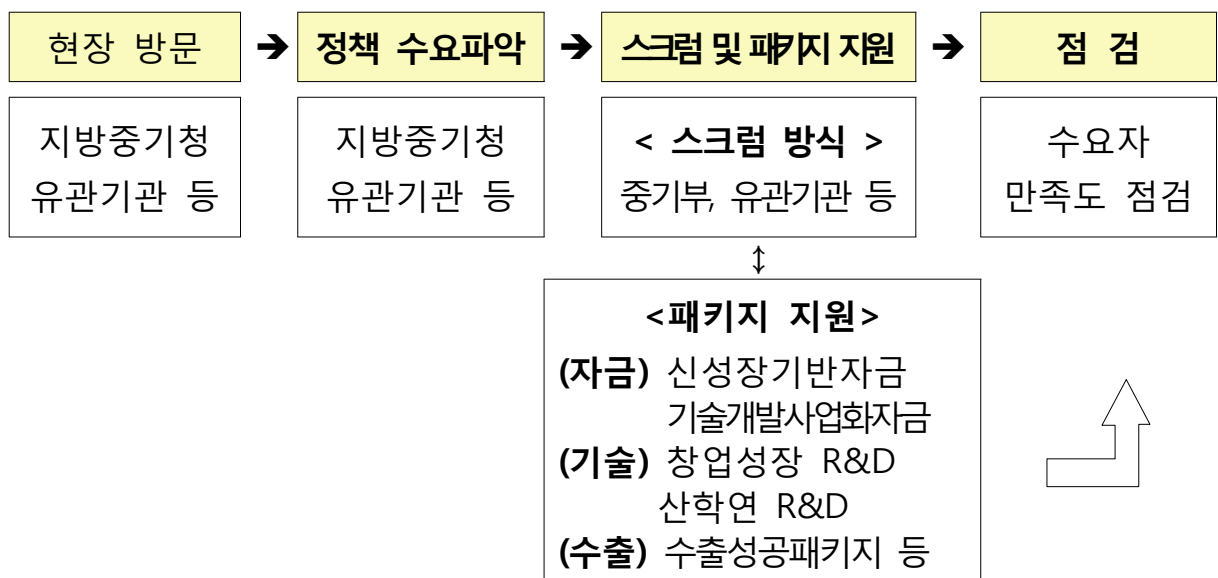 현장 방문 ➔ 정책 수요파악 ➔ 스크럼 및 패키지 지원 ➔ 점 검
지방중기청
유관기관 등
지방중기청
유관기관 등
< 스크럼 방식 >
중기부, 유관기관 등
수요자
만족도 점검
↕
<패키지 지원>
(자금) 신성장기반자금
기술개발사업화자금
(기술) 창업성장 R&D
산학연 R&D
(수출) 수출성공패키지 등